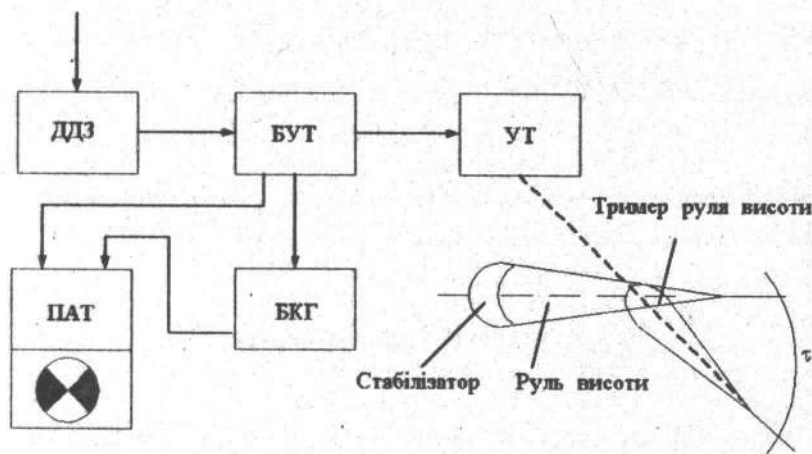 ДДЗ
БУТ
УТ
Тример руля висоти
ПАТ
БКГ
Стабілізатор
Руль висоти
τ